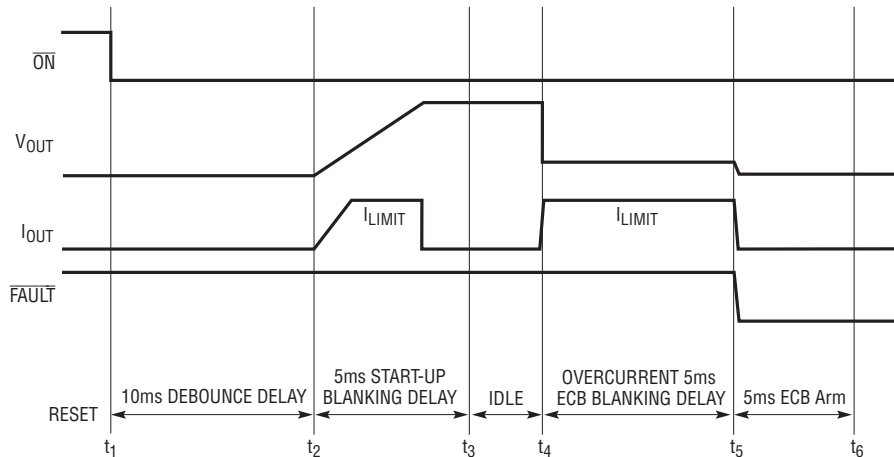 ON
VOUT
IOUT
ILIMIT
ILIMIT
FAULT
10ms DEBOUNCE DELAY
5ms START-UP
BLANKING DELAY
IDLE
OVERCURRENT 5ms
ECB BLANKING DELAY
5ms ECB Arm
RESET
t1
t2
t3
t4
t5
t6